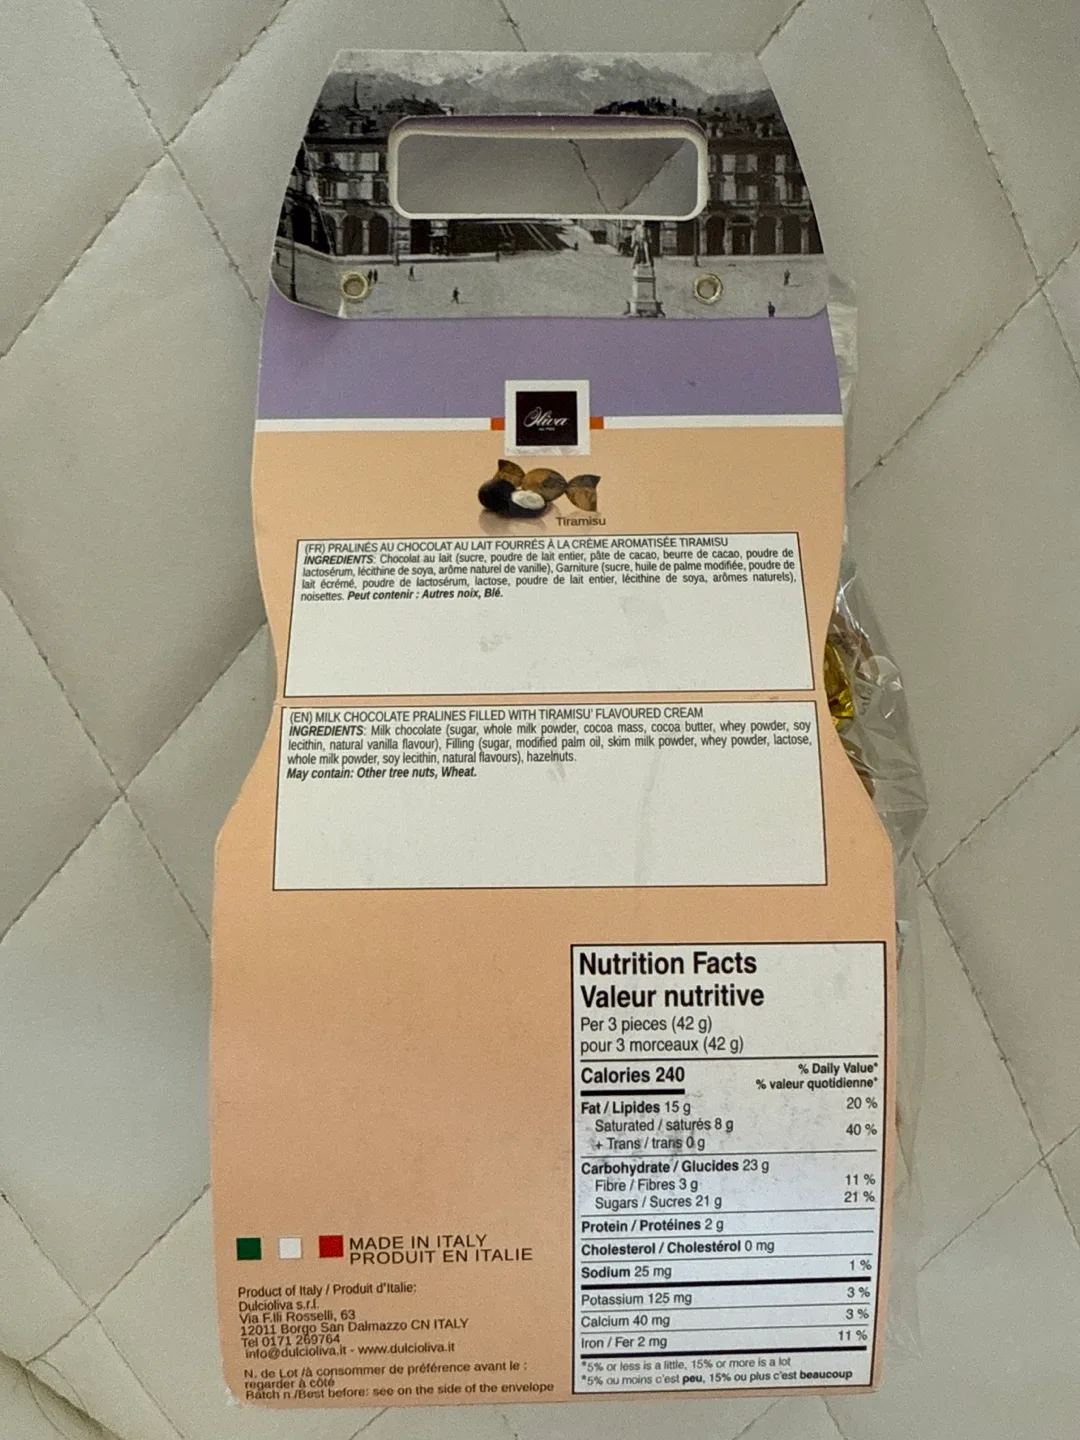 Oliva
Tiramisu
(FR) PRALINÉS AU CHOCOLAT AU LAIT FOURRÉS À LA CRÈME AROMATISÉE TIRAMISU
INGREDIENTS: Chocolat au lait (sucre, poudre de lait entier, pâte de cacao, beurre de cacao, poudre de
lactosérum, lécithine de soya, arôme naturel de vanille), Garniture (sucre, huile de palme modifiée, poudre de
lait écrémé, poudre de lactosérum, lactose, poudre de lait entier, lécithine de soya, arômes naturels),
noisettes. Peut contenir : Autres noix, Blé.
(EN) MILK CHOCOLATE PRALINES FILLED WITH TIRAMISU' FLAVOURED CREAM
INGREDIENTS: Milk chocolate (sugar, whole milk powder, cocoa mass, cocoa butter, whey powder, soy
lecithin, natural vanilla flavour), Filling (sugar, modified palm oil, skim milk powder, whey powder, lactose,
whole milk powder, soy lecithin, natural flavours), hazelnuts.
May contain: Other tree nuts, Wheat.
Nutrition Facts
Valeur nutritive
Per 3 pieces (42 g)
pour 3 morceaux (42 g)
Calories 240
% Daily Value*
% valeur quotidienne*
Fat / Lipides 15 g 20 %
Saturated / saturés 8 g
+ Trans / trans 0 g 40 %
Carbohydrate / Glucides 23 g
Fibre / Fibres 3 g 11 %
Sugars / Sucres 21 g 21 %
Protein / Protéines 2 g
Cholesterol / Cholestérol 0 mg
Sodium 25 mg 1 %
Potassium 125 mg 3 %
Calcium 40 mg 3 %
Iron / Fer 2 mg 11 %
*5% or less is a little, 15% or more is a lot
*5% ou moins c'est peu, 15% ou plus c'est beaucoup
MADE IN ITALY
PRODUIT EN ITALIE
Product of Italy / Produit d'Italie:
Dulcioliva s.r.l.
Via F.lli Rosselli, 63
12011 Borgo San Dalmazzo CN ITALY
Tel 0171 269764
info@dulcioliva.it - www.dulcioliva.it
N. de Lot /à consommer de préférence avant le :
regarder à côté
Batch n./Best before: see on the side of the envelope